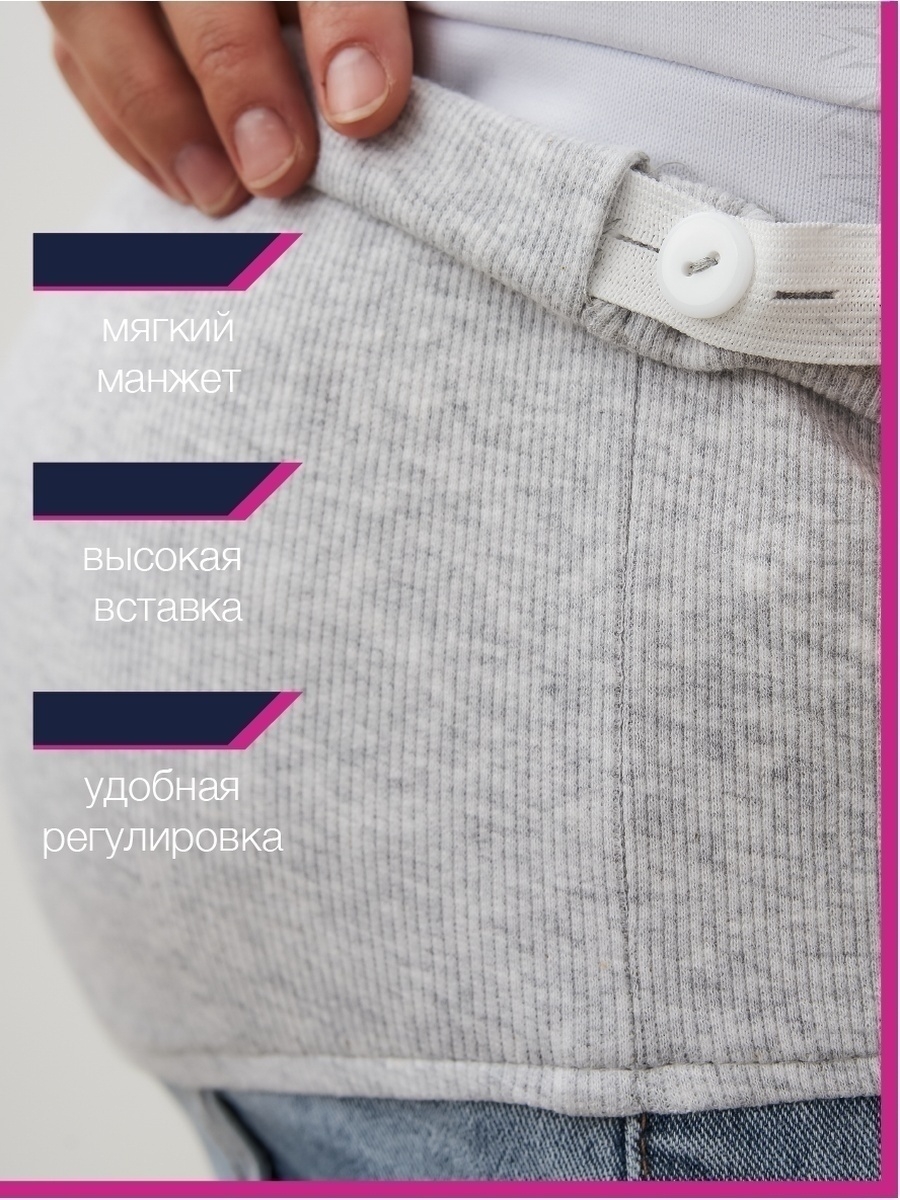 мягкий
манжет
высокая
вставка
удобная
регулировка